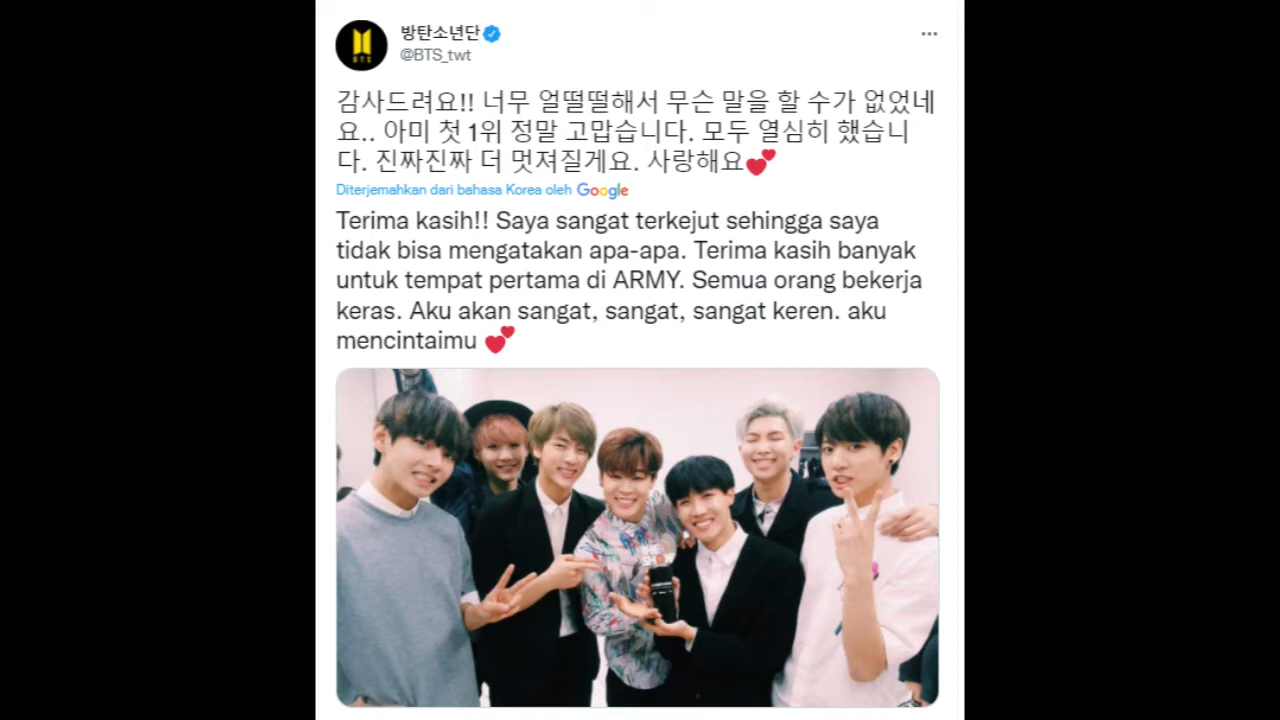 방탄소년단
@BTS_twt
감사드려요!! 너무 얼떨떨해서 무슨 말을 할 수가 없었네
요.. 아미 첫 1위 정말 고맙습니다. 모두 열심히 했습니
다. 진짜진짜 더 멋져질게요. 사랑해요💕
Diterjemahkan dari bahasa Korea oleh Google
Terima kasih!! Saya sangat terkejut sehingga saya
tidak bisa mengatakan apa-apa. Terima kasih banyak
untuk tempat pertama di ARMY. Semua orang bekerja
keras. Aku akan sangat, sangat, sangat keren. aku
mencintaimu 💕
BTS
THE
SHOW